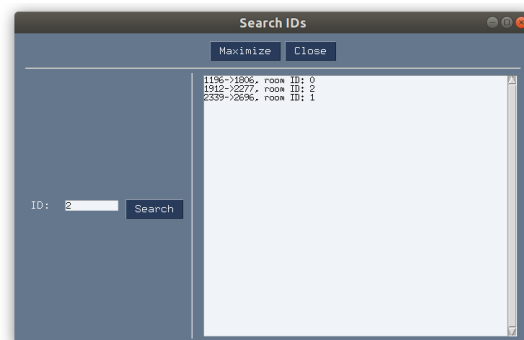 Search IDs
Maximize Close
1196->1806, room ID: 0
1912->2277, room ID: 2
2339->2696, room ID: 1
ID: 2 Search